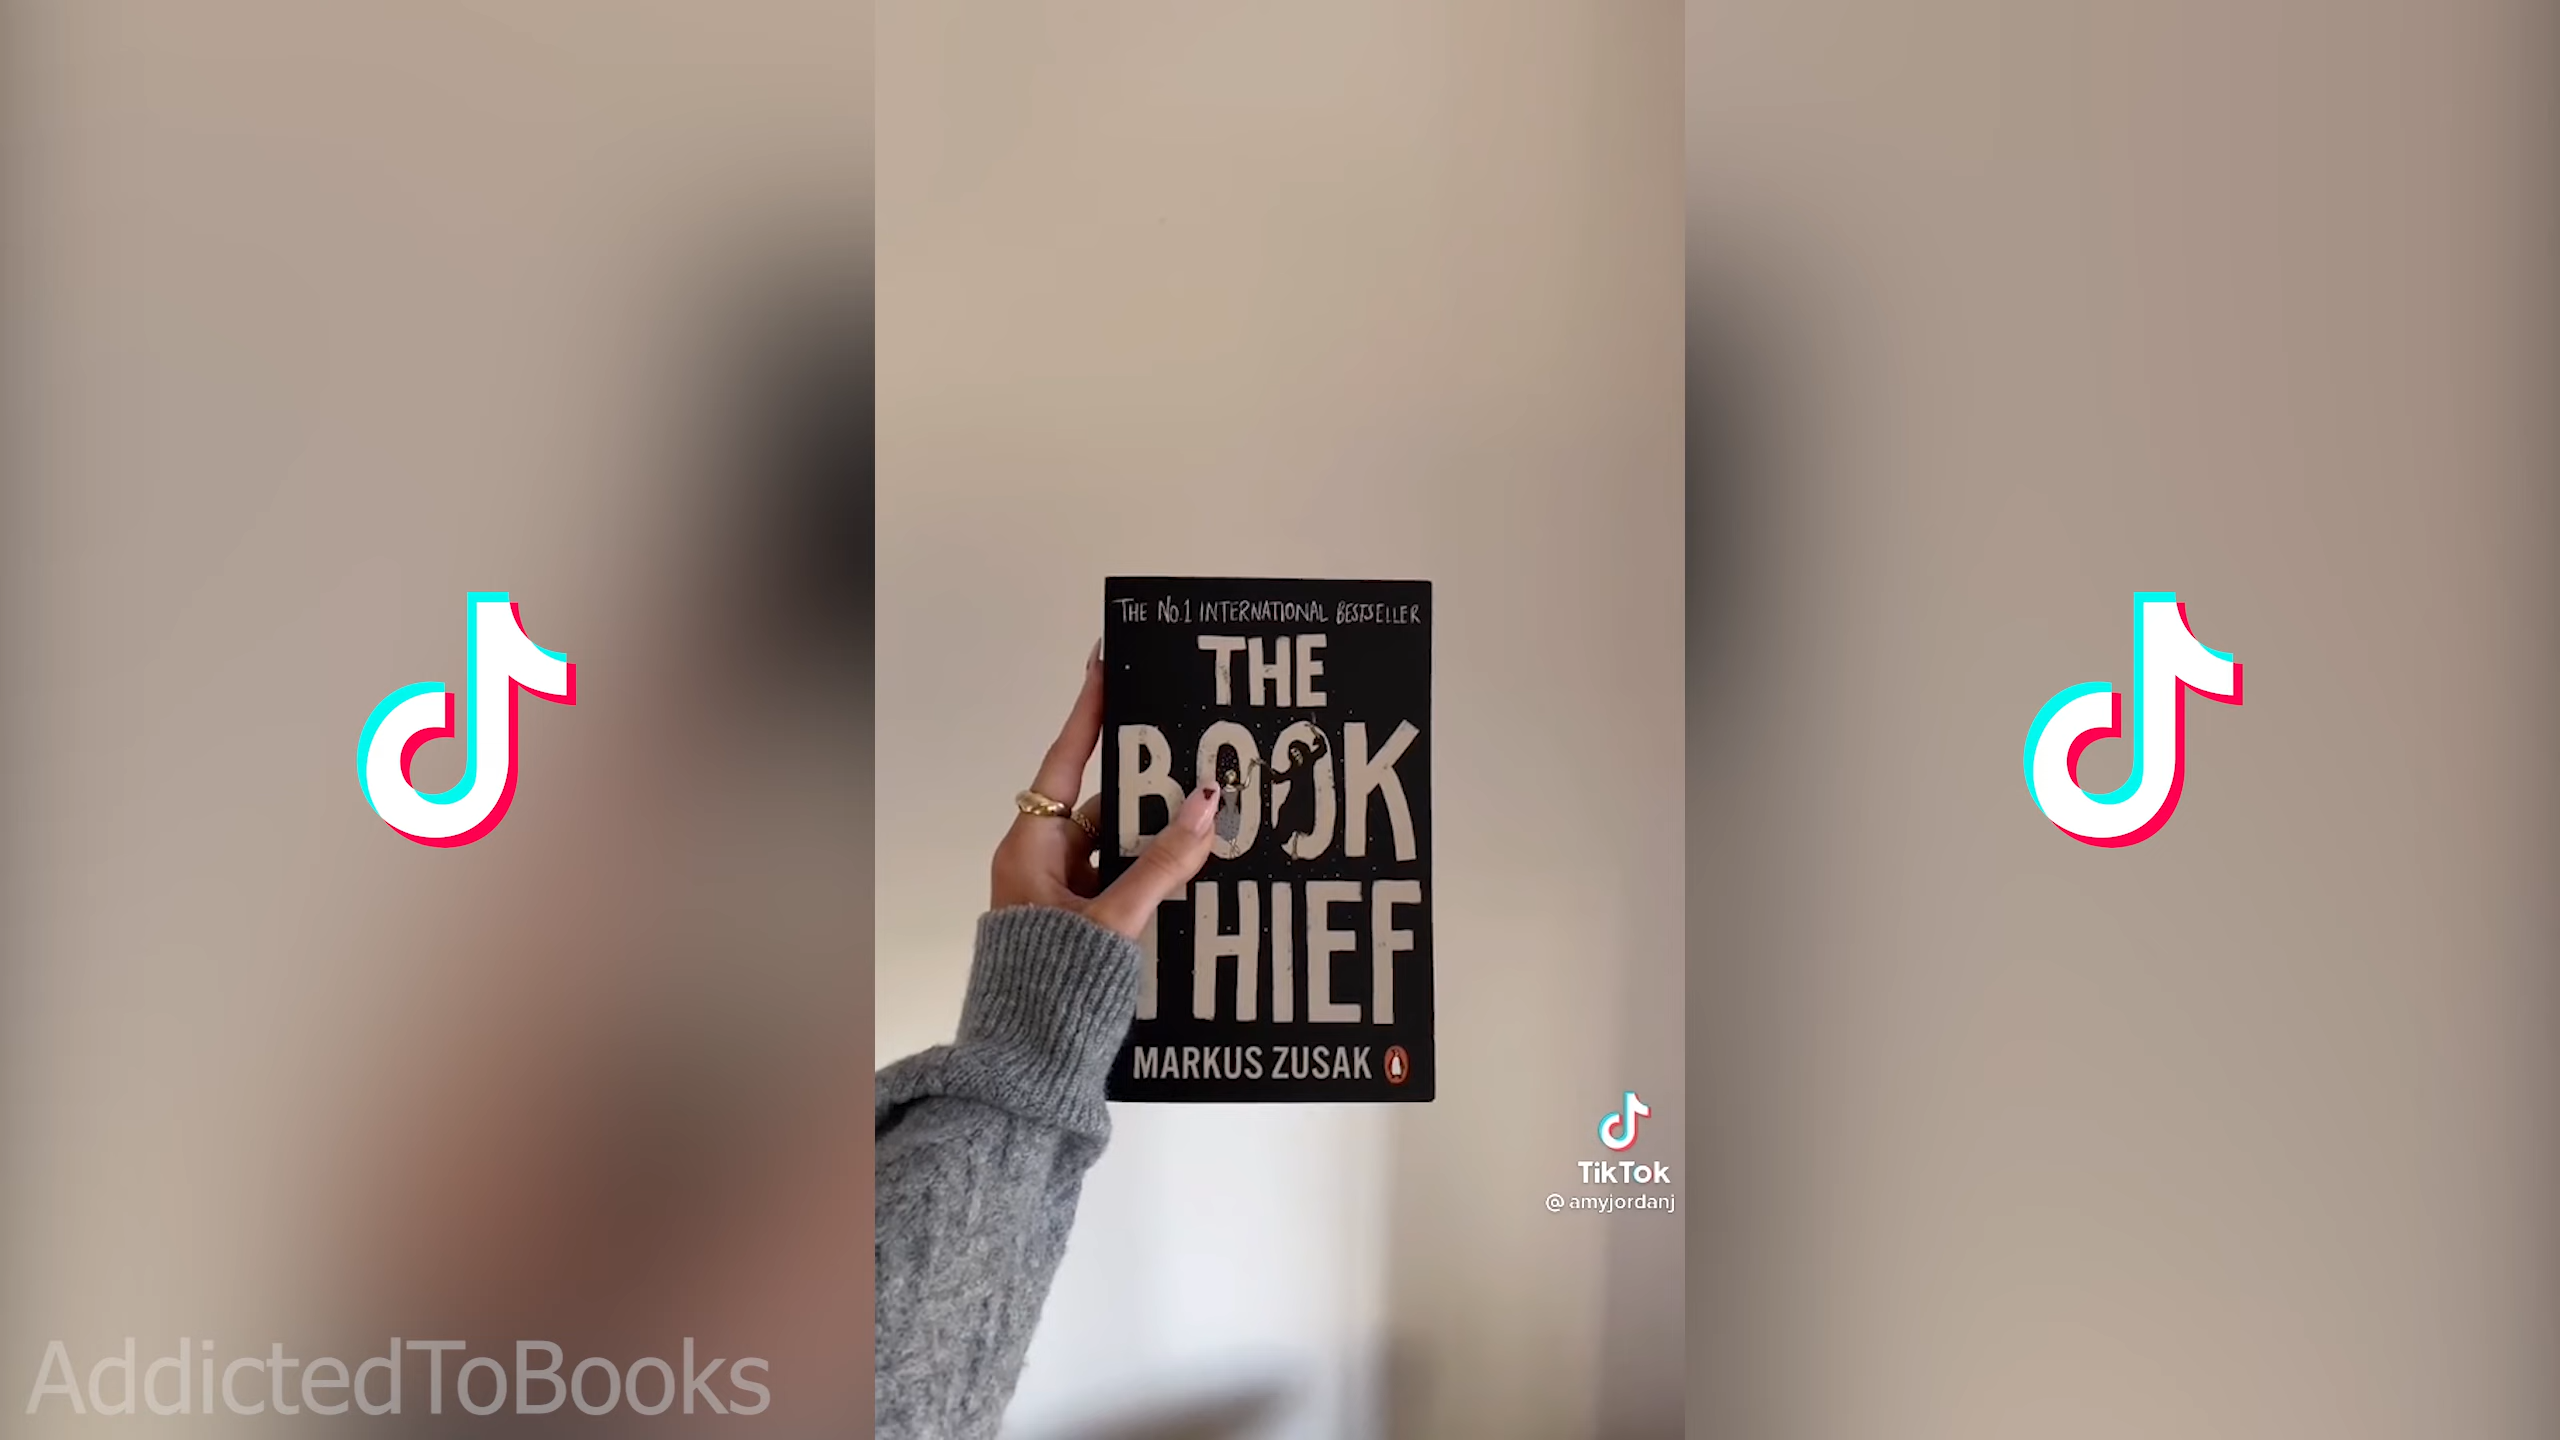 THE No.1 INTERNATIONAL BESTSELLER
THE
BOOK
THIEF
MARKUS ZUSAK
TikTok
@amyjordanj
AddictedToBooks